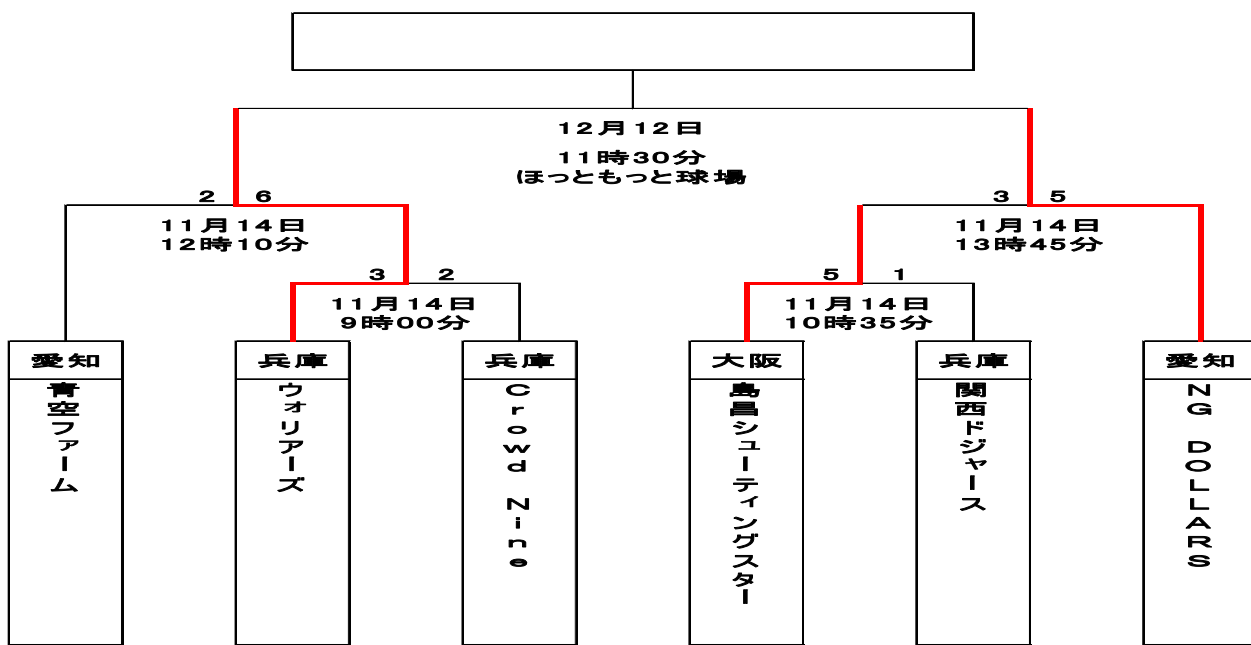 12月12日
11時30分
ほっともっと球場
2 6
11月14日
12時10分
3 5
11月14日
13時45分
3 2
11月14日
9時00分
5 1
11月14日
10時35分
愛知
青空ファーム
兵庫
ウォリアーズ
兵庫
Crowd Nine
大阪
島昌シューティングスター
兵庫
関西ドジャース
愛知
NG DOLLARS